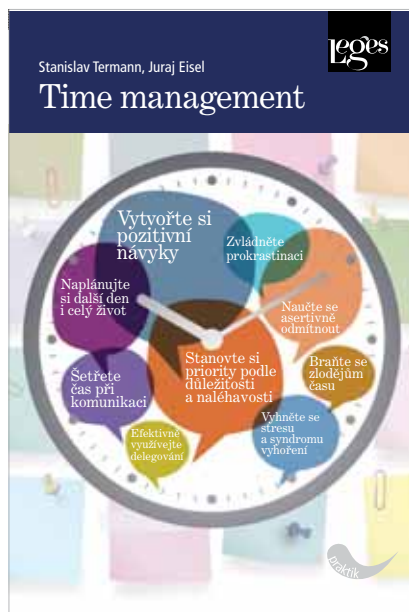 Leges
Stanislav Termann, Juraj Eisel
Time management
Vytvořte si
pozitivní
návyky
Zvládněte
prokrastinaci
Naplánujte
si další den
i celý život
Naučte se
asertivně
odmítnout
Stanovte si
priority podle
důležitosti
a naléhavosti
Braňte se
zlodějům
času
Šetřete
čas při
komunikaci
Vyhněte se
stresu
a syndromu
vyhoření
Efektivně
využívejte
delegování
praktik